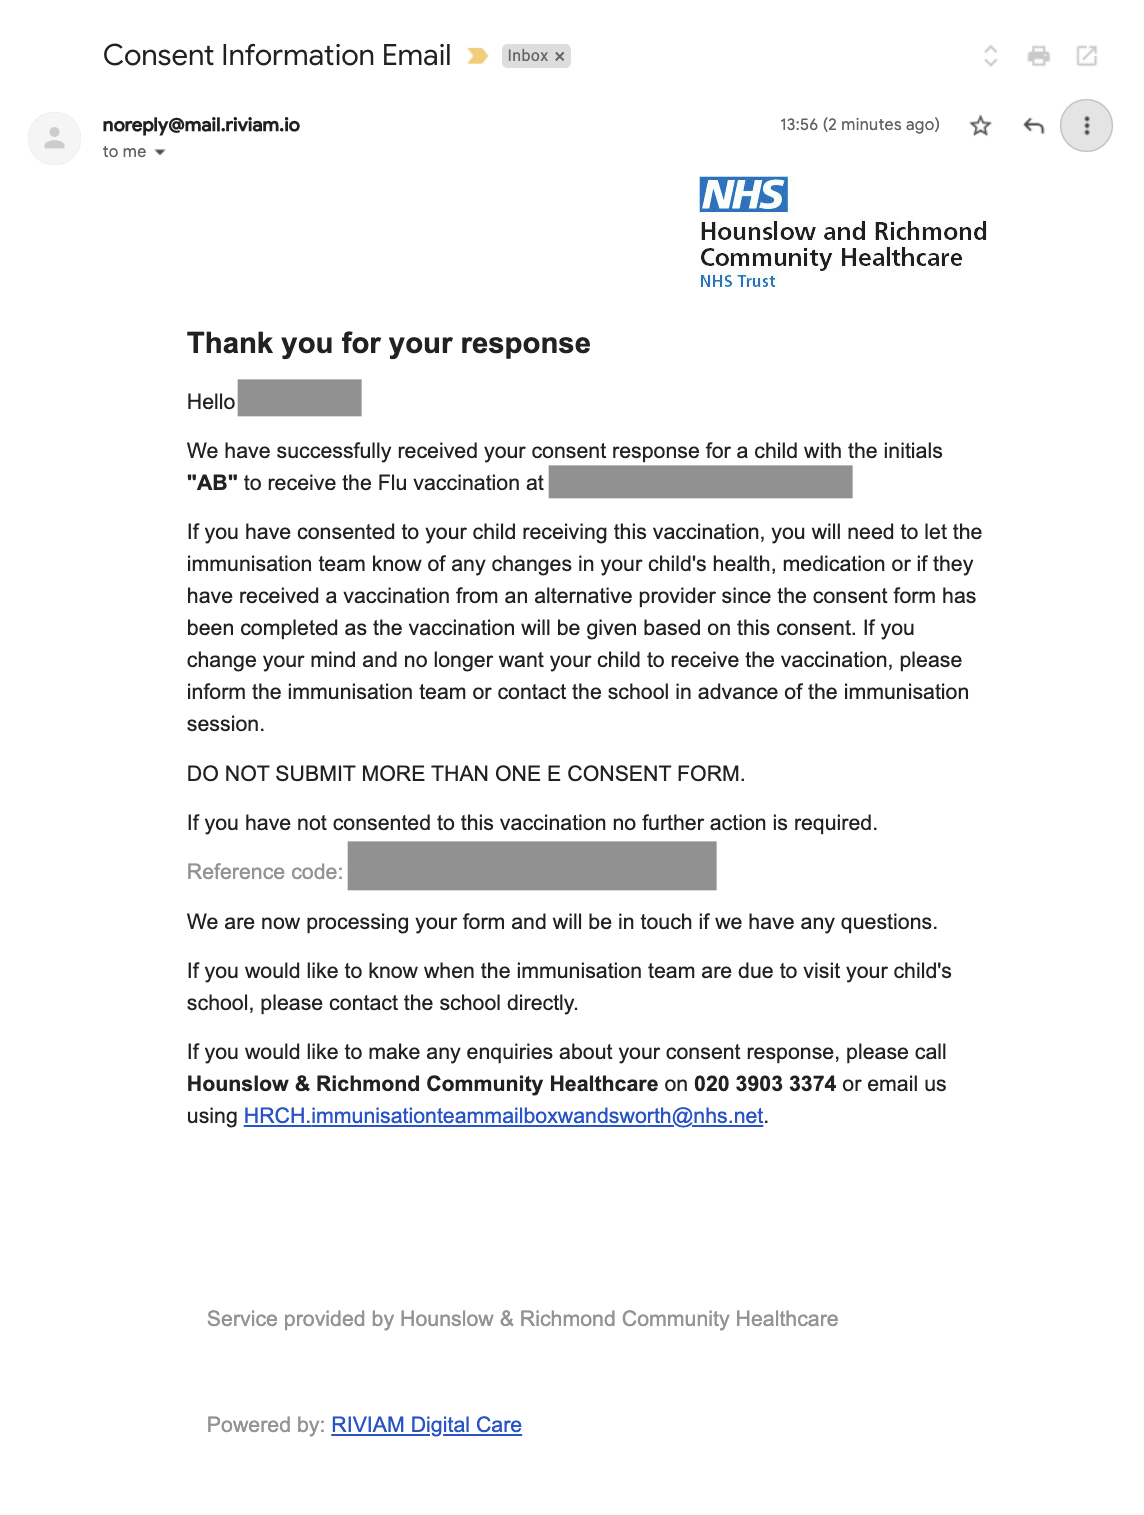 Consent Information Email Inbox ×
noreply@mail.riviam.io 13:56 (2 minutes ago)
to me
NHS
Hounslow and Richmond
Community Healthcare
NHS Trust
Thank you for your response
Hello
We have successfully received your consent response for a child with the initials
"AB" to receive the Flu vaccination at
If you have consented to your child receiving this vaccination, you will need to let the
immunisation team know of any changes in your child's health, medication or if they
have received a vaccination from an alternative provider since the consent form has
been completed as the vaccination will be given based on this consent. If you
change your mind and no longer want your child to receive the vaccination, please
inform the immunisation team or contact the school in advance of the immunisation
session.
DO NOT SUBMIT MORE THAN ONE E CONSENT FORM.
If you have not consented to this vaccination no further action is required.
Reference code:
We are now processing your form and will be in touch if we have any questions.
If you would like to know when the immunisation team are due to visit your child's
school, please contact the school directly.
If you would like to make any enquiries about your consent response, please call
Hounslow & Richmond Community Healthcare on 020 3903 3374 or email us
using HRCH.immunisationteammailboxwandsworth@nhs.net.
Service provided by Hounslow & Richmond Community Healthcare
Powered by: RIVIAM Digital Care